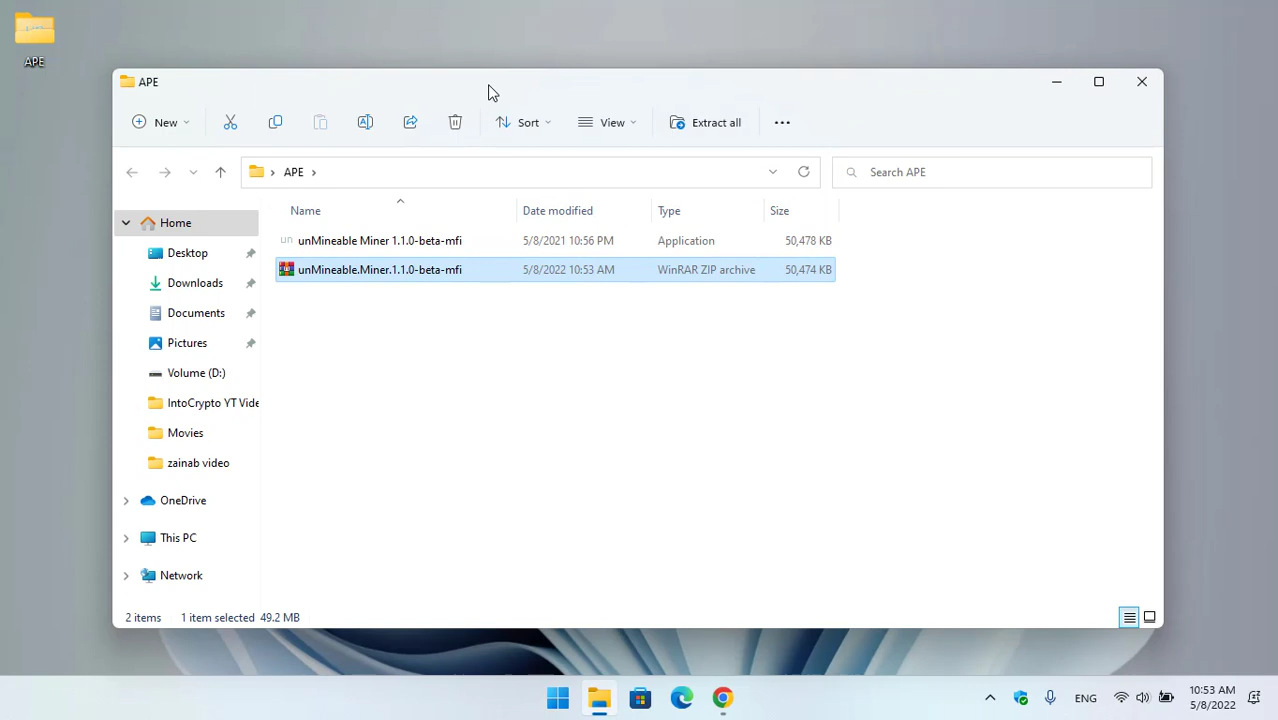 APE
APE
New
Sort
View
Extract all
APE
Search APE
Name
Date modified
Type
Size
Home
un
unMineable Miner 1.1.0-beta-mfi
5/8/2021 10:56 PM
Application
50,478 KB
unMineable.Miner.1.1.0-beta-mfi
5/8/2022 10:53 AM
WinRAR ZIP archive
50,474 KB
Desktop
Downloads
Documents
Pictures
Volume (D:)
IntoCrypto YT Vide
Movies
zainab video
OneDrive
This PC
Network
2 items
1 item selected 49.2 MB
ENG
10:53 AM
5/8/2022